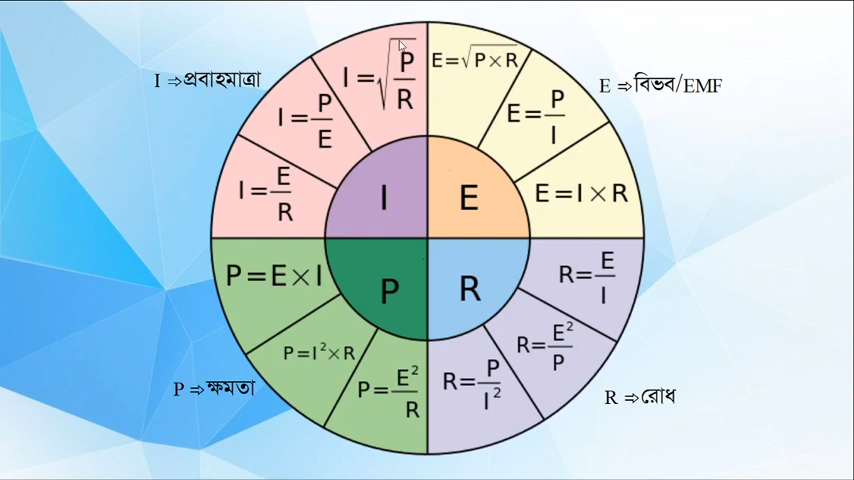 I ⇒প্রবাহমাত্রা
E ⇒বিভব/EMF
I=√(P/R)
E=√(P×R)
I=P/E
E=P/I
I=E/R
E=I×R
I
E
P
R
P=E×I
R=E/I
P=I²×R
R=E²/P
P=E²/R
R=P/I²
P ⇒ক্ষমতা
R ⇒রোধ